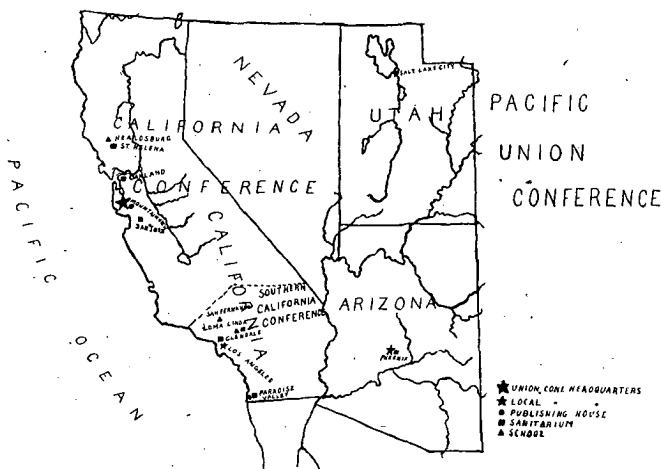 NEVADA
SALT LAKE CITY
UTAH
PACIFIC
UNION
CONFERENCE
CALIFORNIA
CONFERENCE
HEALDSBURG
ST. HELENA
OAKLAND
MOUNTAIN VIEW
SAN JOSE
PACIFIC
OCEAN
CALIFORNIA
SOUTHERN
CALIFORNIA
CONFERENCE
SAN FERNANDO
LOMA LINDA
GLENDALE
LOS ANGELES
PARADISE
VALLEY
ARIZONA
PHOENIX
UNION CONF HEADQUARTERS
LOCAL " "
PUBLISHING HOUSE
SANITARIUM
SCHOOL